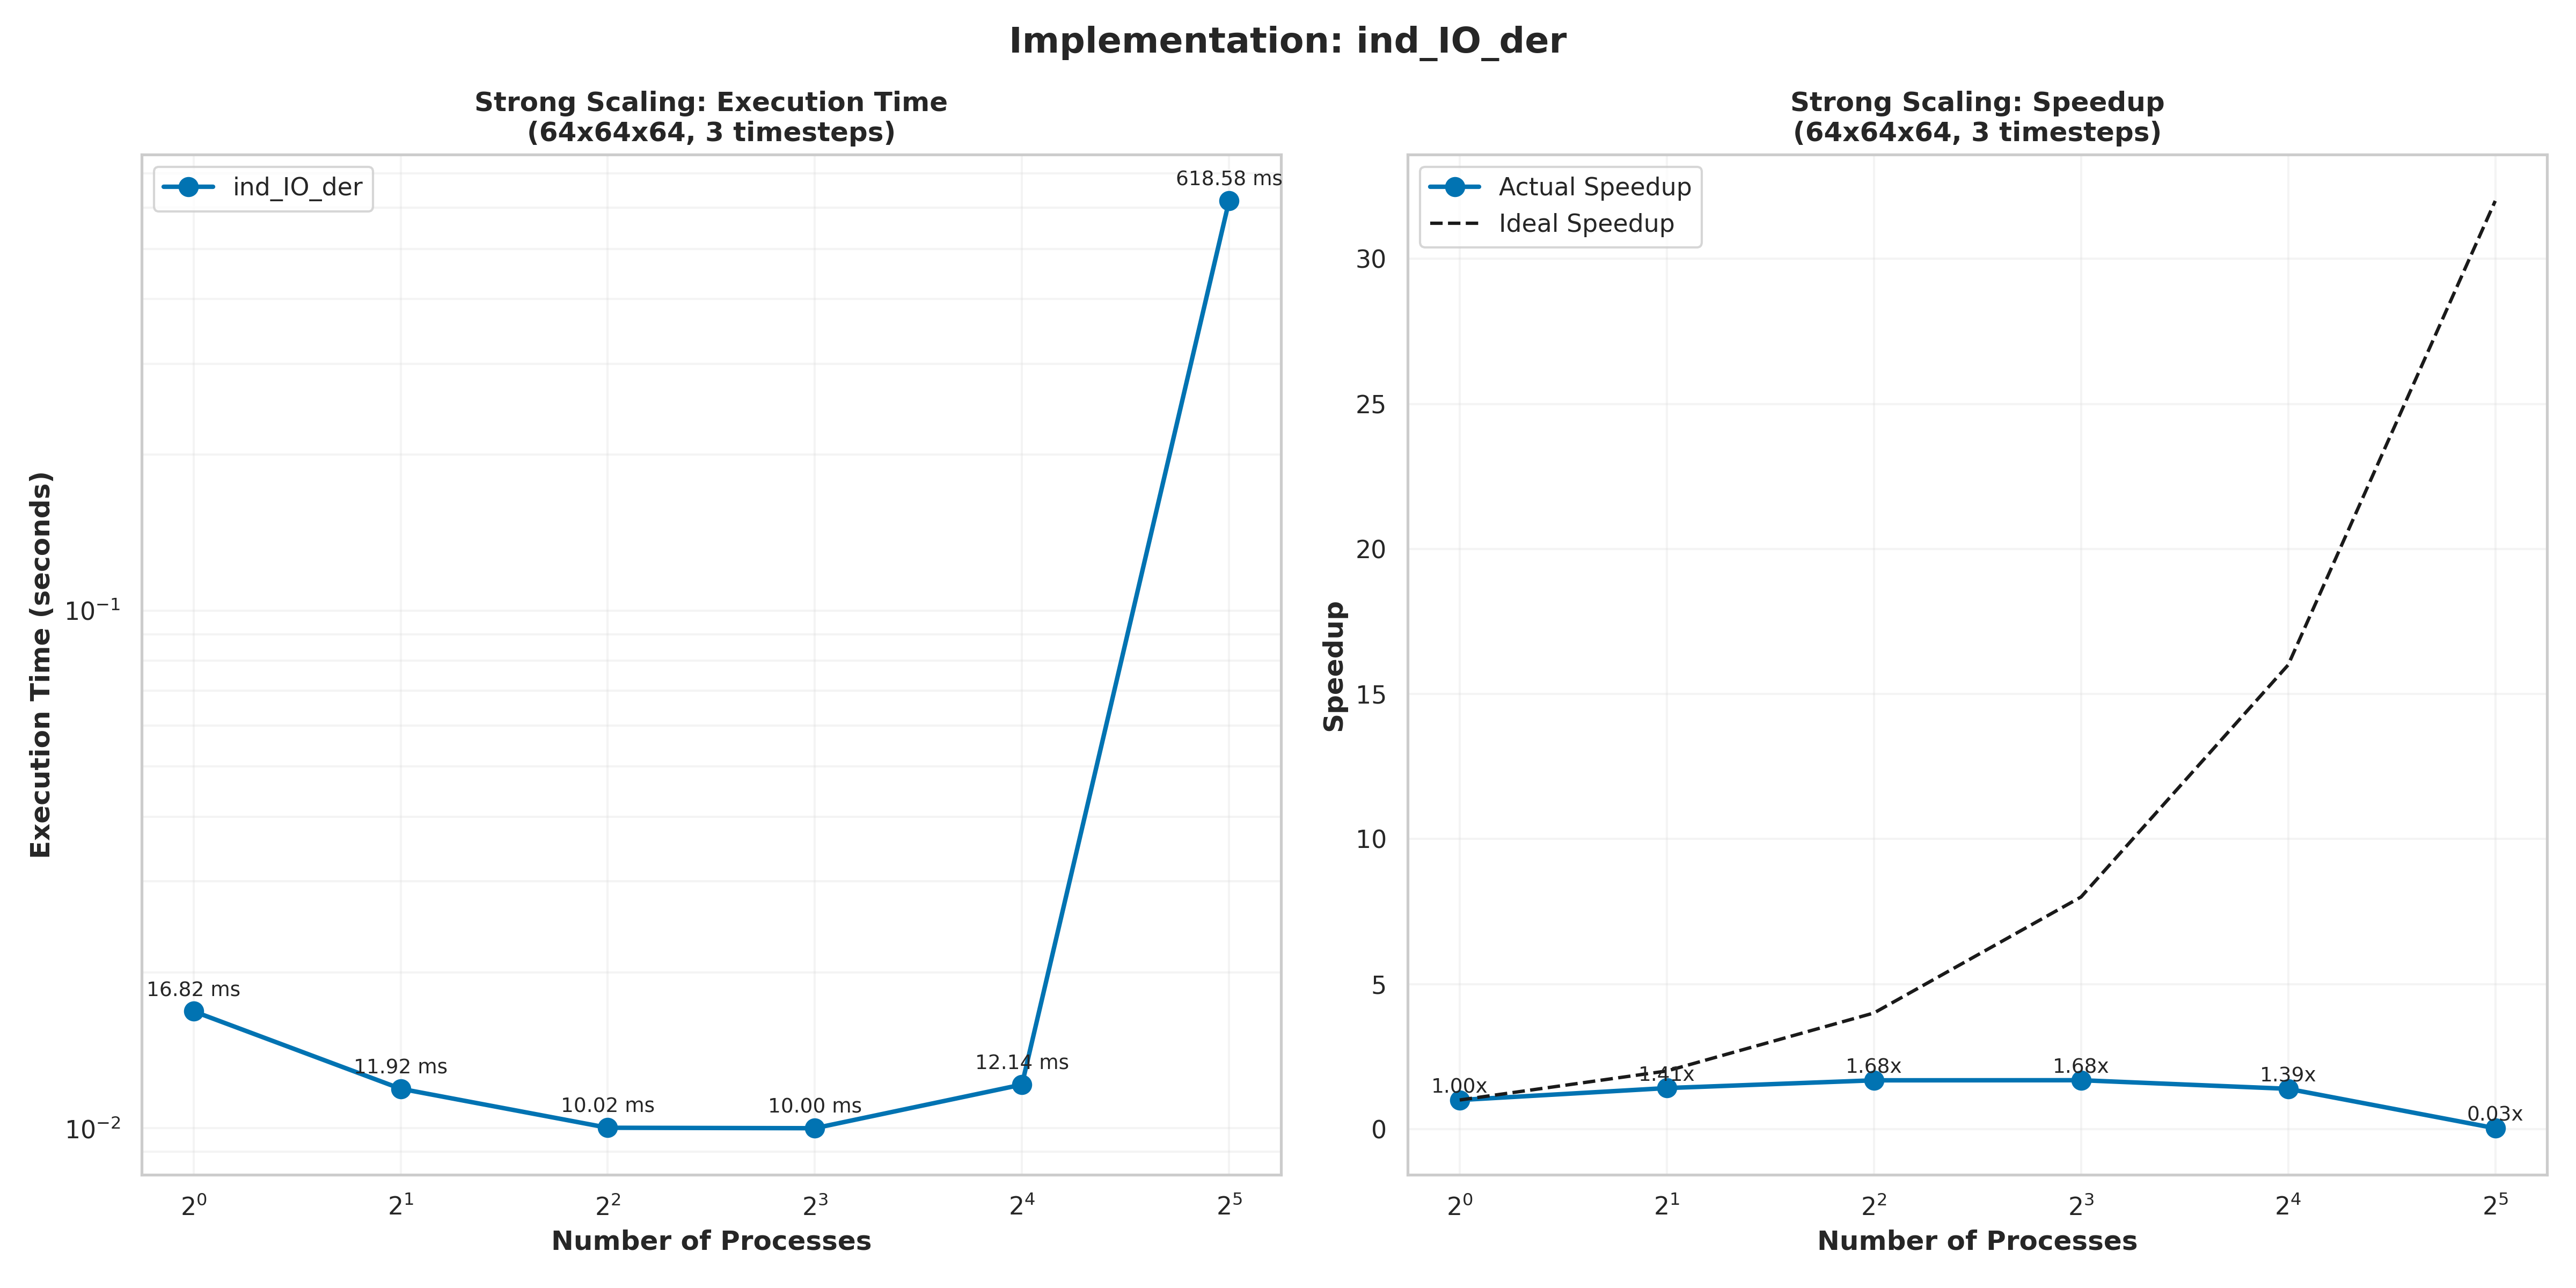 Implementation: ind_IO_der
Strong Scaling: Execution Time
(64x64x64, 3 timesteps)
ind_IO_der
618.58 ms
16.82 ms
11.92 ms
10.02 ms
10.00 ms
12.14 ms
Execution Time (seconds)
10⁻¹
10⁻²
2⁰ 2¹ 2² 2³ 2⁴ 2⁵
Number of Processes
Strong Scaling: Speedup
(64x64x64, 3 timesteps)
Actual Speedup
Ideal Speedup
Speedup
30
25
20
15
10
5
0
1.00x
1.41x
1.68x
1.68x
1.39x
0.03x
2⁰ 2¹ 2² 2³ 2⁴ 2⁵
Number of Processes